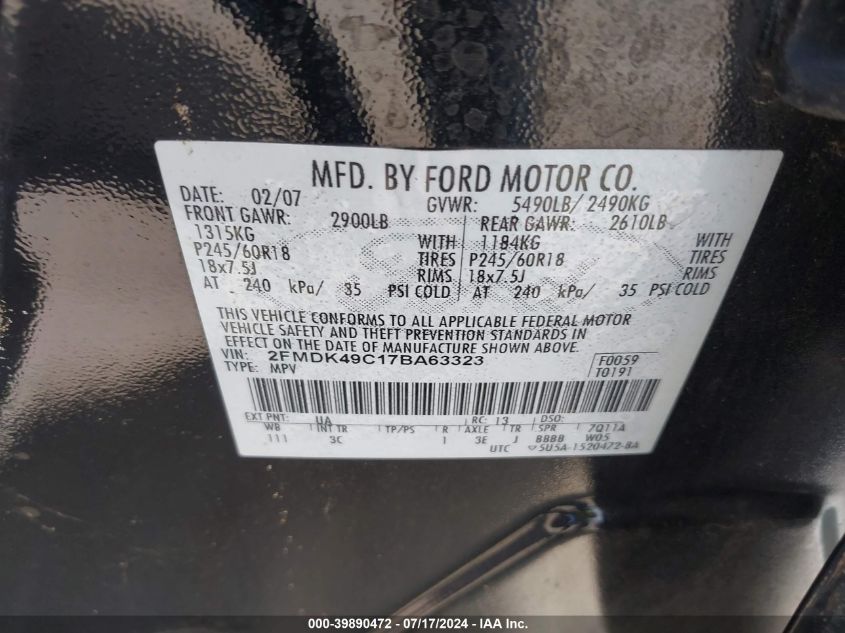 MFD. BY FORD MOTOR CO.
DATE: 02/07 GVWR: 5490LB/ 2490KG
FRONT GAWR: 2900LB REAR GAWR: 2610LB
1315KG WITH 1184KG WITH
P245/60R18 TIRES P245/60R18 TIRES
18x7.5J RIMS 18x7.5J RIMS
AT 240 kPa/ 35 PSI COLD AT 240 kPa/ 35 PSI COLD
THIS VEHICLE CONFORMS TO ALL APPLICABLE FEDERAL MOTOR
VEHICLE SAFETY AND THEFT PREVENTION STANDARDS IN
EFFECT ON THE DATE OF MANUFACTURE SHOWN ABOVE.
VIN: 2FMDK49C17BA63323 F0059
TYPE: MPV T0191
EXT PNT: UA RC: 13 DSO:
WB INT TR TP/PS R AXLE TR SPR 7Q11A
111 3C 1 3E J BBBB W05
UTC 5U5A-1520472-BA
000-39890472 - 07/17/2024 - IAA Inc.